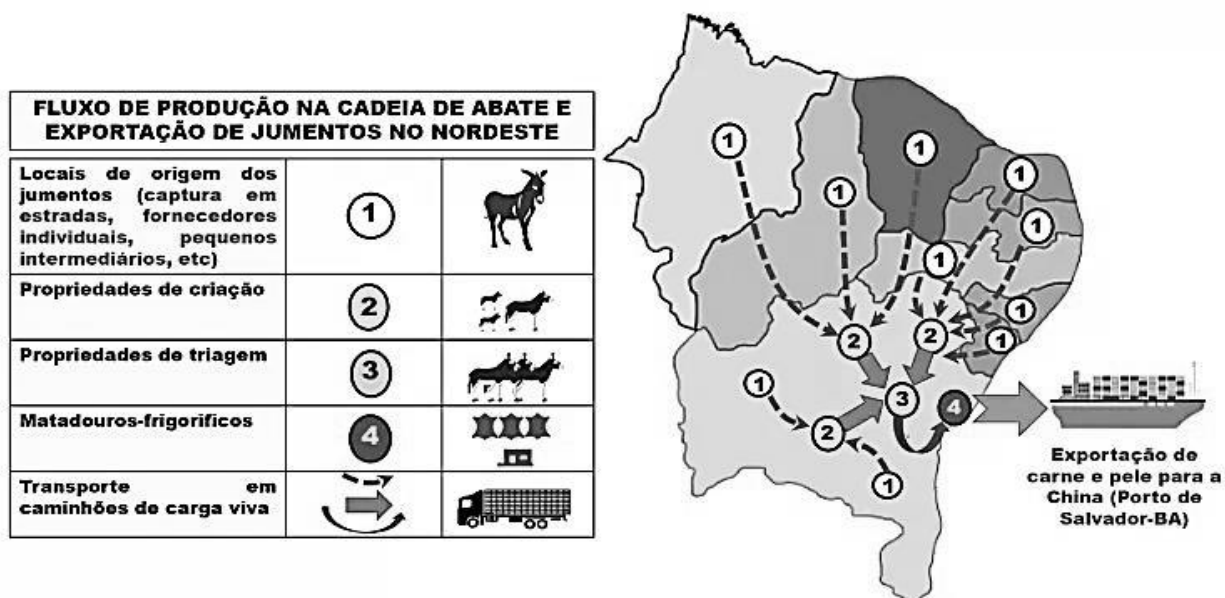 FLUXO DE PRODUÇÃO NA CADEIA DE ABATE E
EXPORTAÇÃO DE JUMENTOS NO NORDESTE
Locais de origem dos
jumentos (captura em
estradas, fornecedores
individuais, pequenos
intermediários, etc)
1
Propriedades de criação
2
Propriedades de triagem
3
Matadouros-frigoríficos
4
Transporte em
caminhões de carga viva
1
1
1
1
1
1
1
1
2
2
1
3
4
2
1
Exportação de
carne e pele para a
China (Porto de
Salvador-BA)